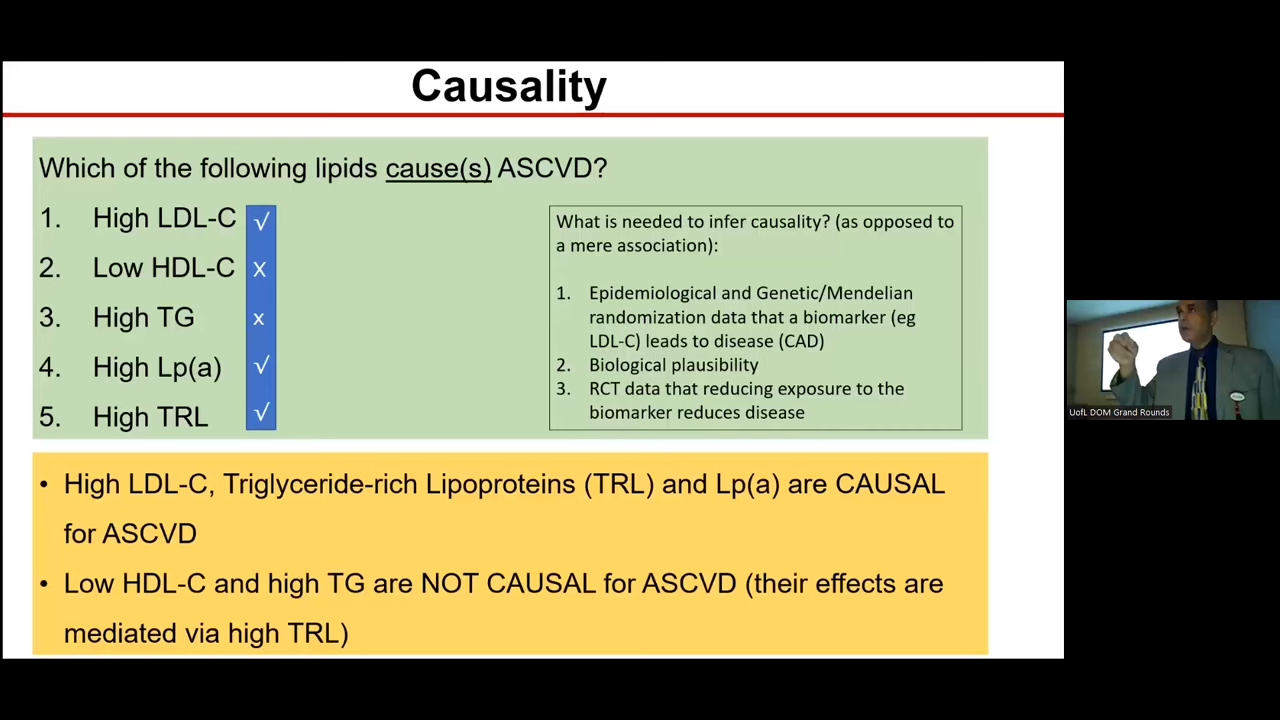 Causality
Which of the following lipids cause(s) ASCVD?
1. High LDL-C √
2. Low HDL-C x
3. High TG x
4. High Lp(a) √
5. High TRL √
What is needed to infer causality? (as opposed to
a mere association):
1. Epidemiological and Genetic/Mendelian
randomization data that a biomarker (eg
LDL-C) leads to disease (CAD)
2. Biological plausibility
3. RCT data that reducing exposure to the
biomarker reduces disease
• High LDL-C, Triglyceride-rich Lipoproteins (TRL) and Lp(a) are CAUSAL
for ASCVD
• Low HDL-C and high TG are NOT CAUSAL for ASCVD (their effects are
mediated via high TRL)
UofL DOM Grand Rounds